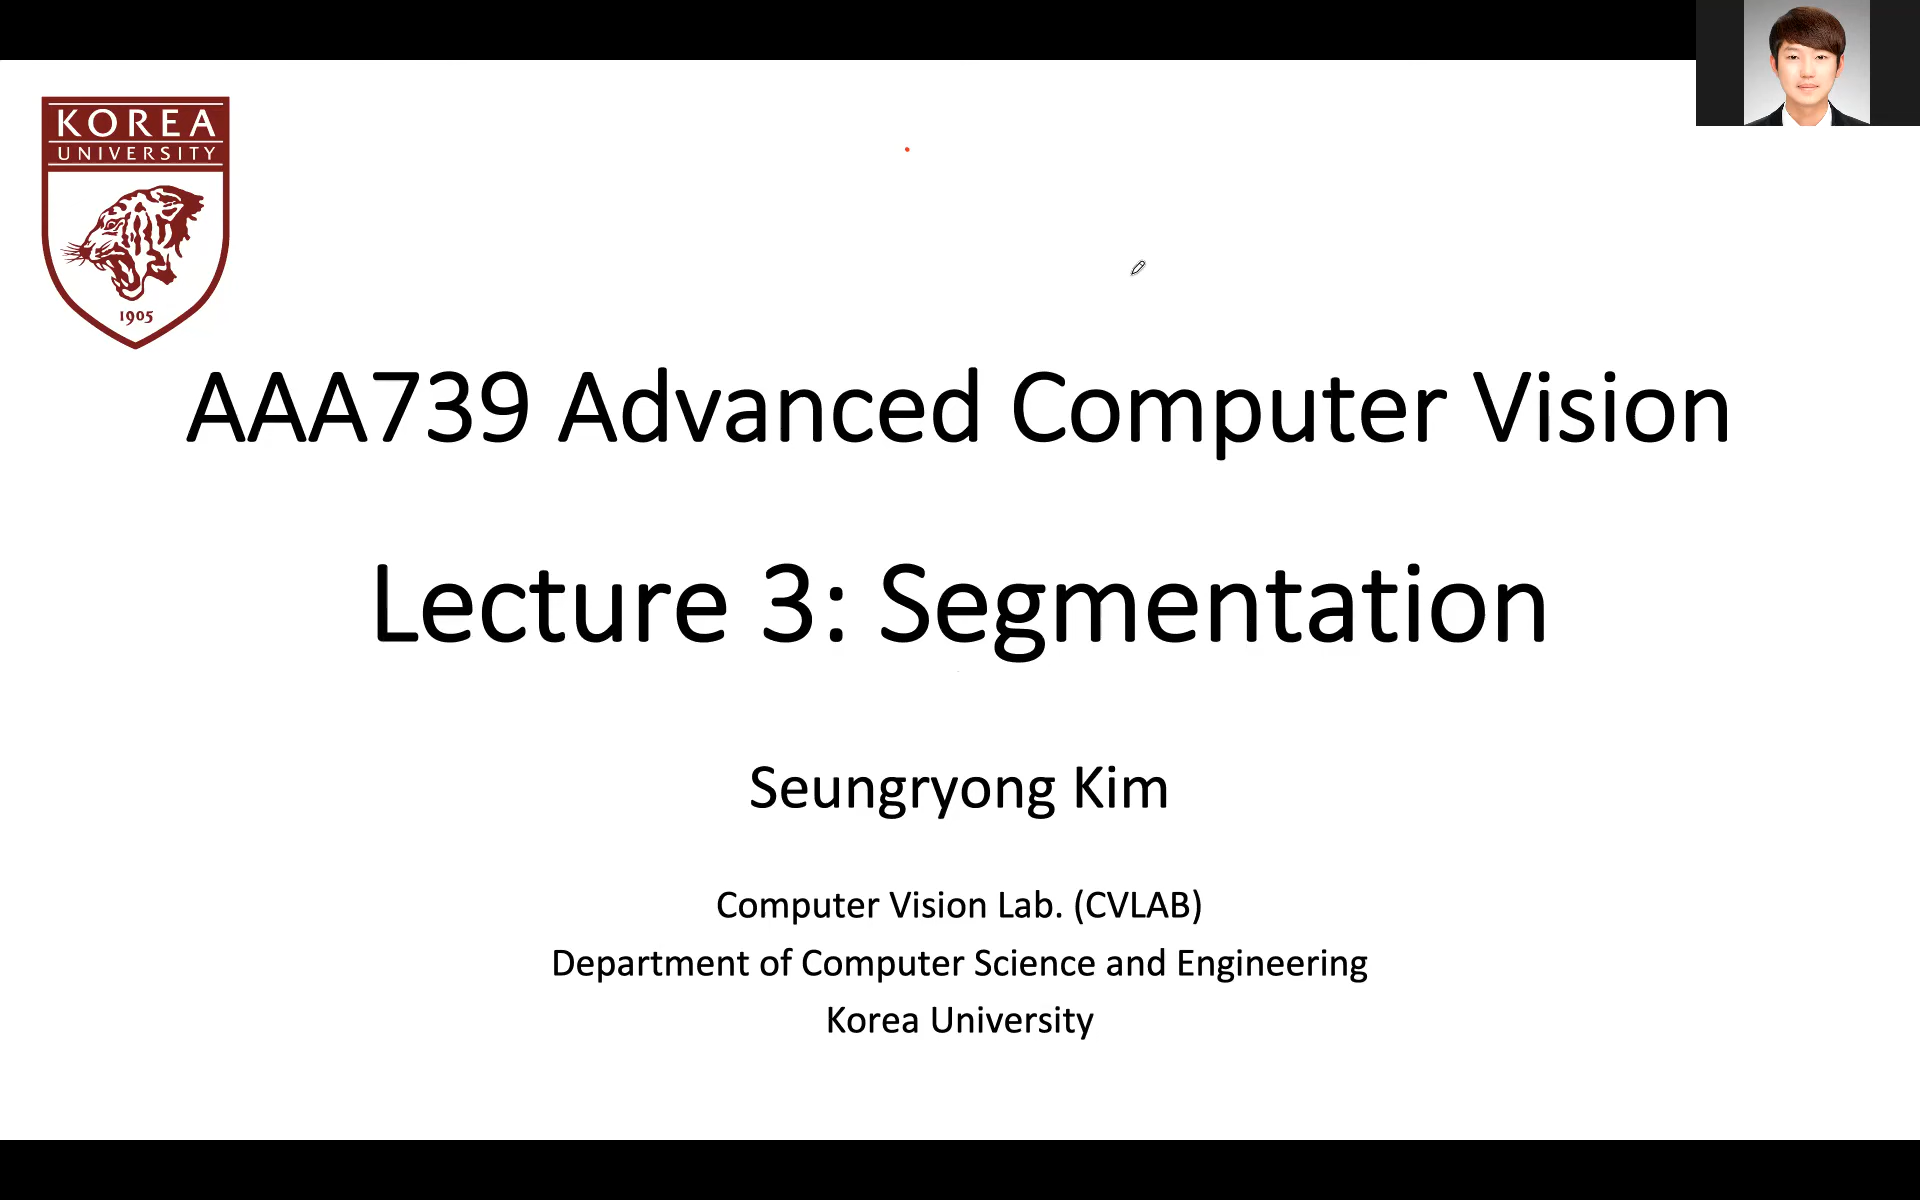 KOREA
UNIVERSITY
1905
AAA739 Advanced Computer Vision
Lecture 3: Segmentation
Seungryong Kim
Computer Vision Lab. (CVLAB)
Department of Computer Science and Engineering
Korea University